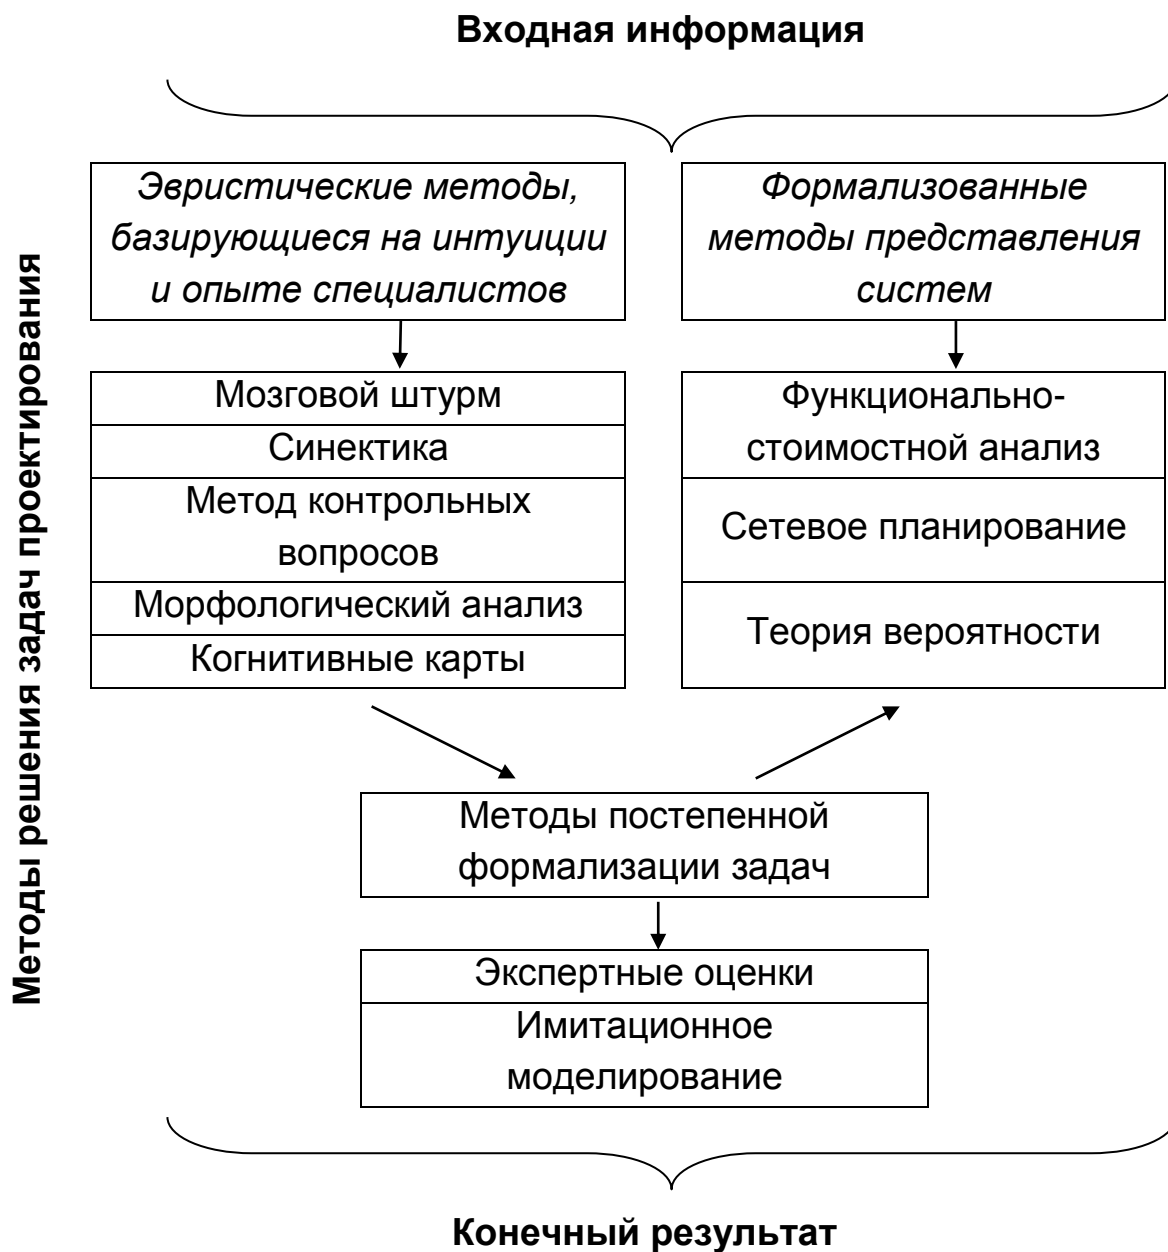 Входная информация
Методы решения задач проектирования
Эвристические методы,
базирующиеся на интуиции
и опыте специалистов
Формализованные
методы представления
систем
Мозговой штурм
Синектика
Метод контрольных
вопросов
Морфологический анализ
Когнитивные карты
Функционально-
стоимостной анализ
Сетевое планирование
Теория вероятности
Методы постепенной
формализации задач
Экспертные оценки
Имитационное
моделирование
Конечный результат